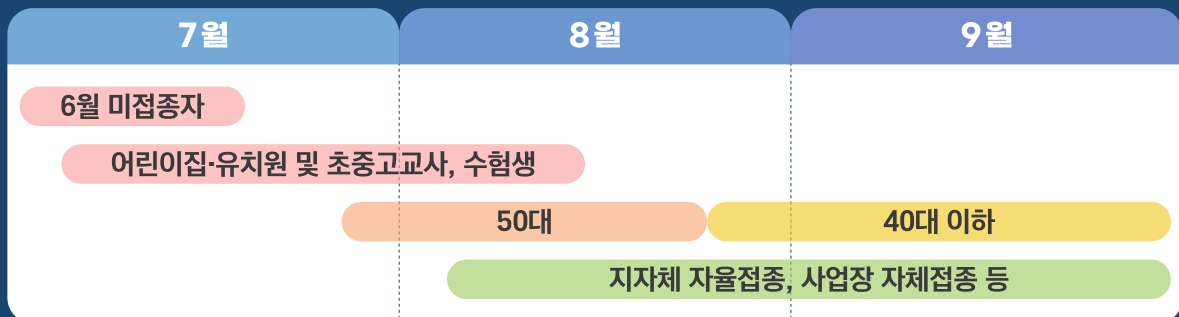 7월 8월 9월
6월 미접종자
어린이집·유치원 및 초중고교사, 수험생
50대 40대 이하
지자체 자율접종, 사업장 자체접종 등